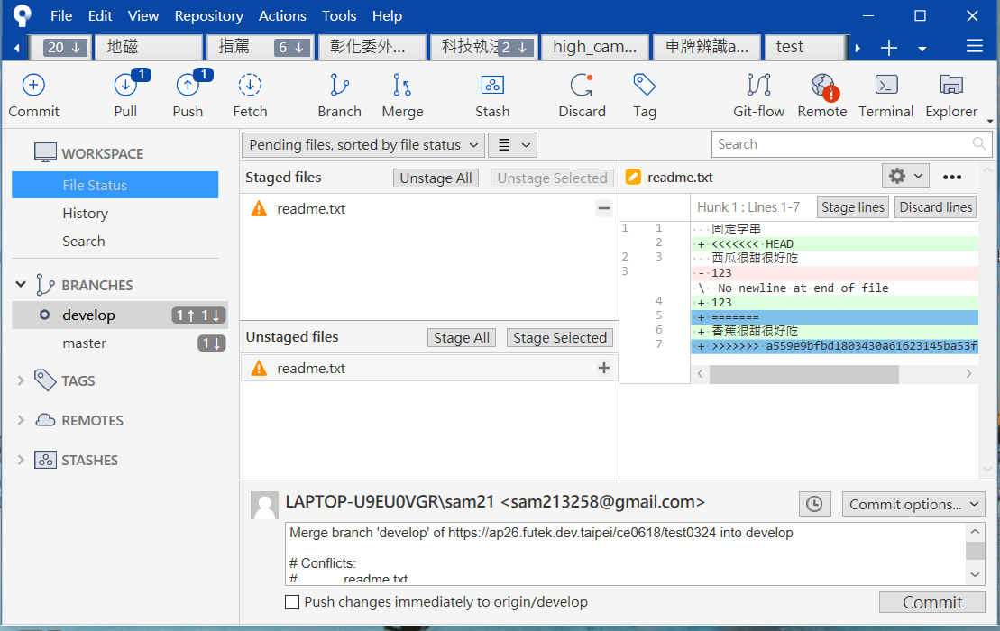 File Edit View Repository Actions Tools Help
20 ↓ 地磁 指駕 6 ↓ 彰化委外... 科技執法 2 ↓ high_cam... 車牌辨識a... test
1 1
Commit Pull Push Fetch Branch Merge Stash Discard Tag Git-flow Remote Terminal Explorer
WORKSPACE
File Status
History
Search
BRANCHES
develop 1↑ 1↓
master 1↓
TAGS
REMOTES
STASHES
Pending files, sorted by file status
Search
Staged files Unstage All Unstage Selected
readme.txt
Unstaged files Stage All Stage Selected
readme.txt
readme.txt
Hunk 1 : Lines 1-7 Stage lines Discard lines
1 1 固定字串
2 + <<<<<<< HEAD
2 3 西瓜很甜很好吃
3 - 123
\ No newline at end of file
4 + 123
5 + =======
6 + 香蕉很甜很好吃
7 + >>>>>>> a559e9bfbd1803430a61623145ba53f
LAPTOP-U9EU0VGR\sam21 <sam213258@gmail.com>
Commit options...
Merge branch 'develop' of https://ap26.futek.dev.taipei/ce0618/test0324 into develop
# Conflicts:
# readme.txt
Push changes immediately to origin/develop
Commit